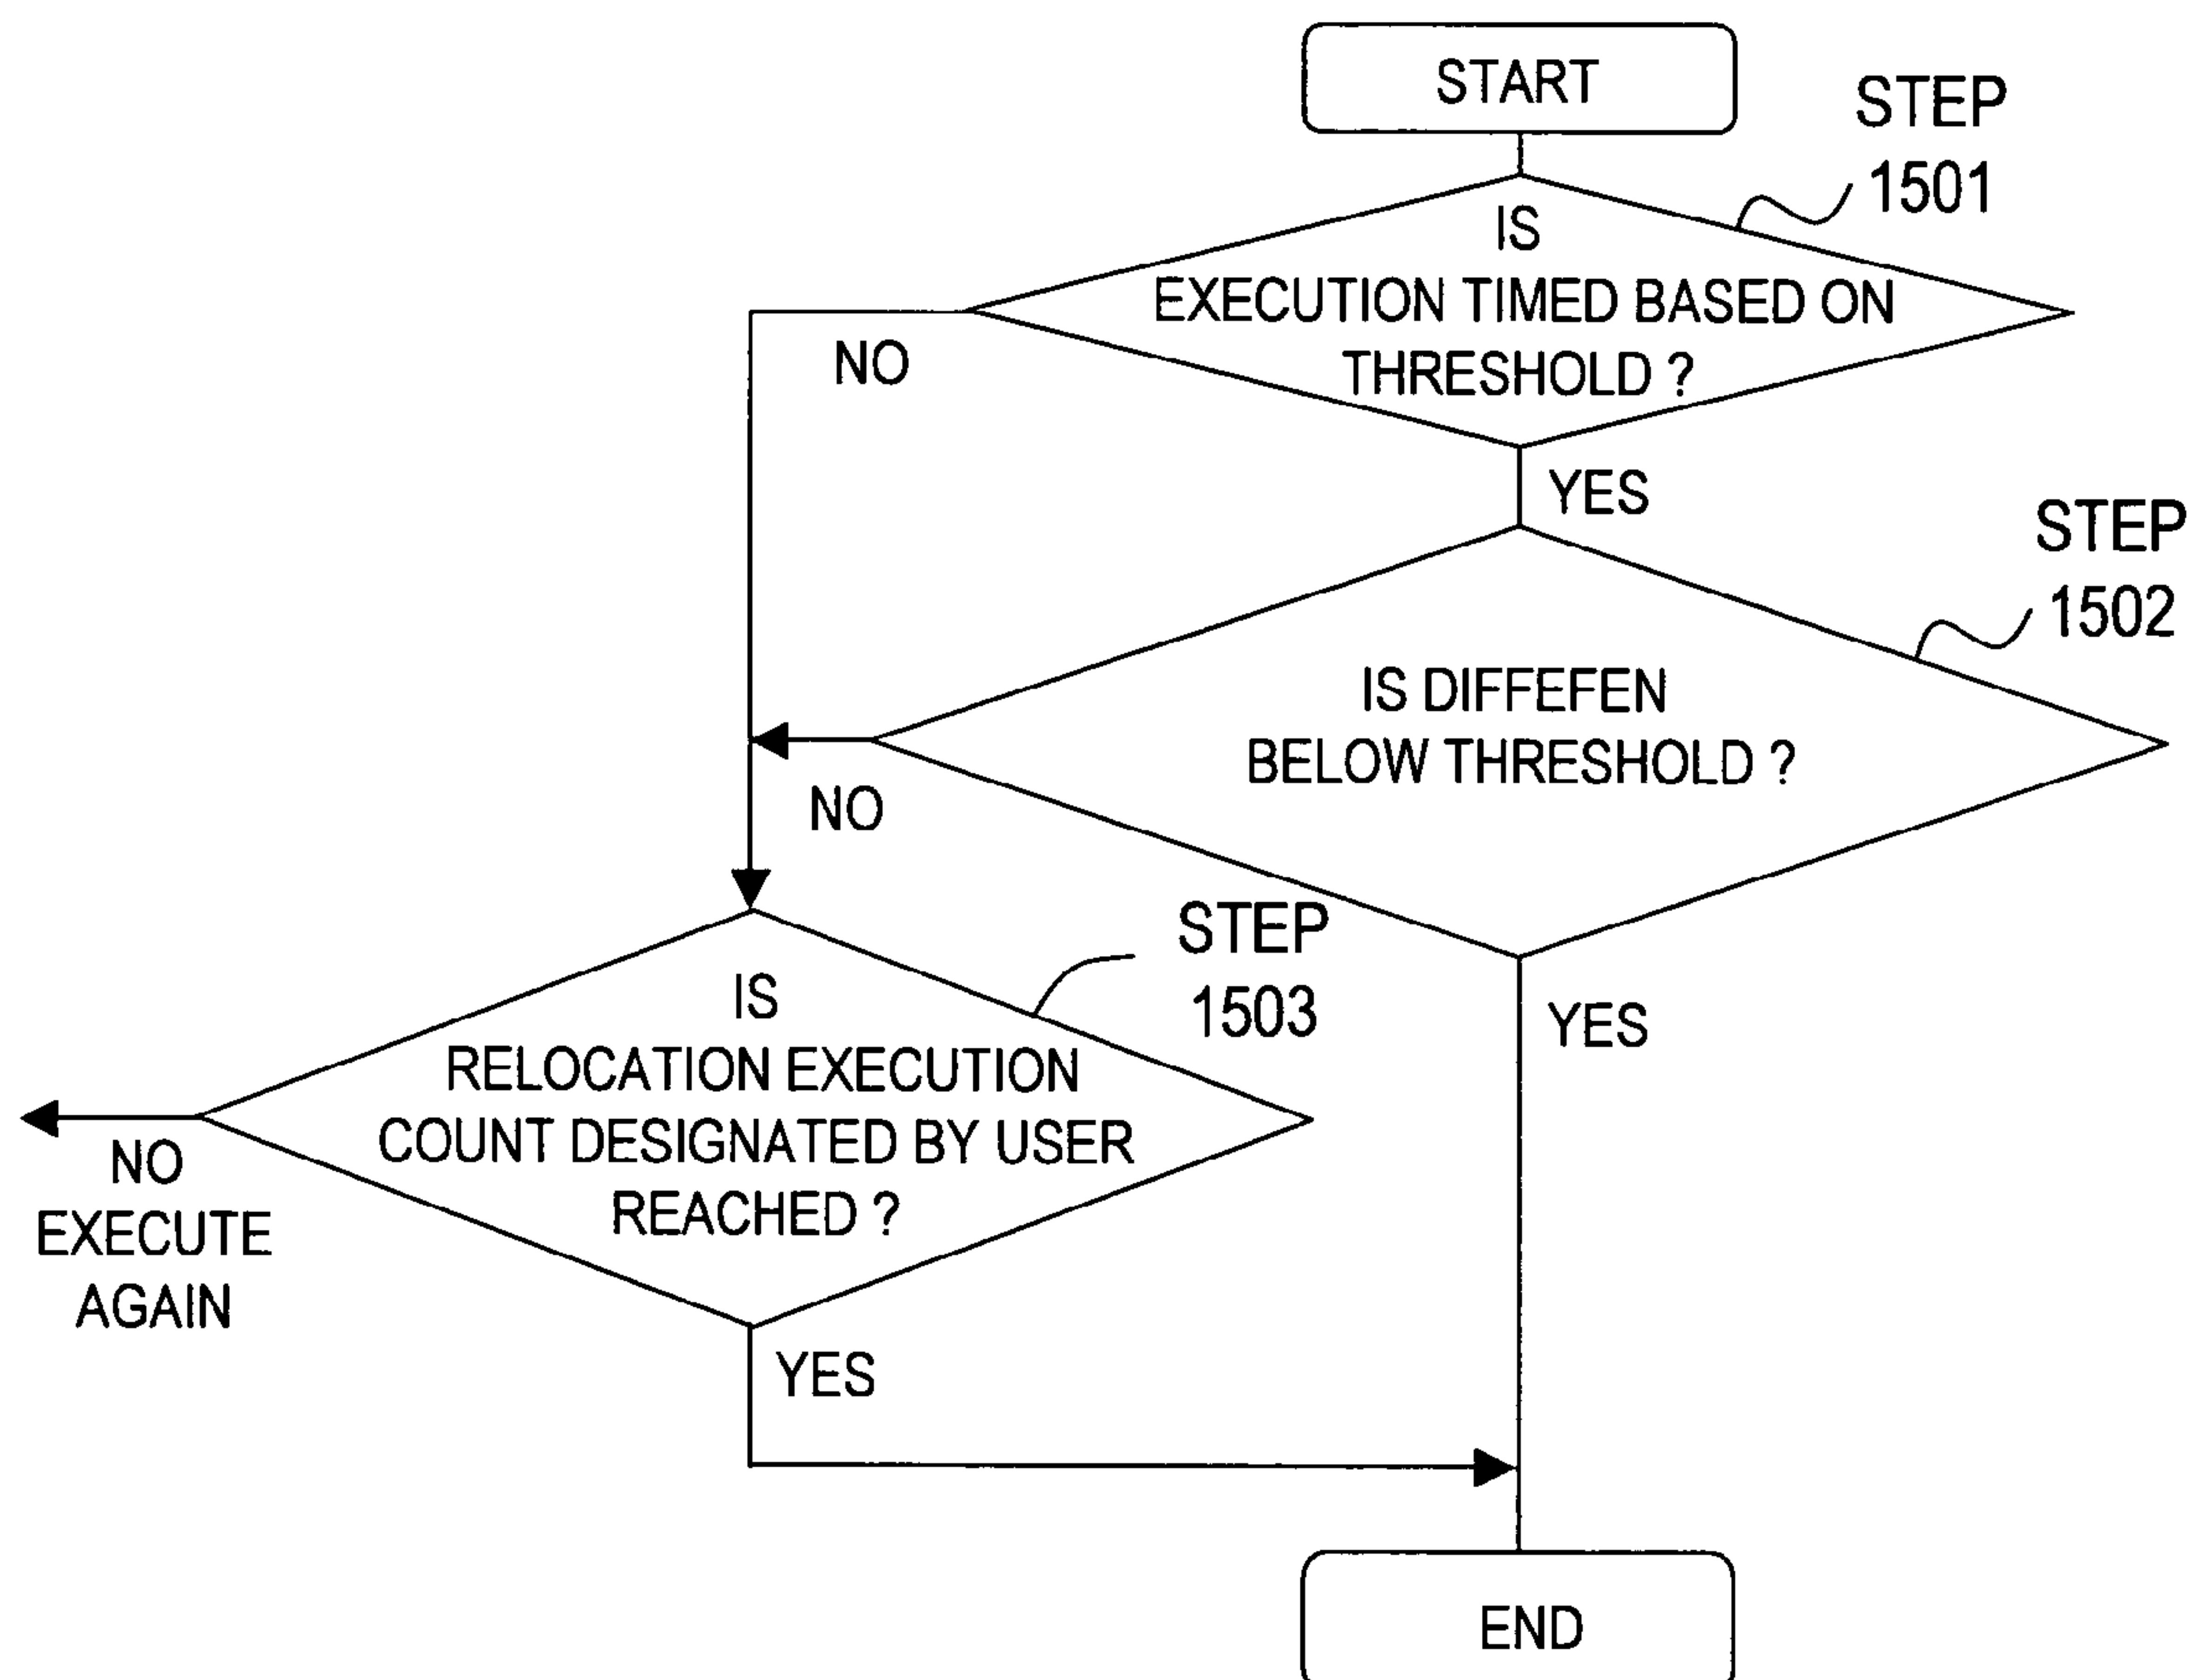 START
STEP
1501
IS
EXECUTION TIMED BASED ON
THRESHOLD ?
NO
YES
STEP
1502
IS DIFFEFEN
BELOW THRESHOLD ?
NO
STEP
1503
YES
IS
RELOCATION EXECUTION
COUNT DESIGNATED BY USER
REACHED ?
NO
EXECUTE
AGAIN
YES
END